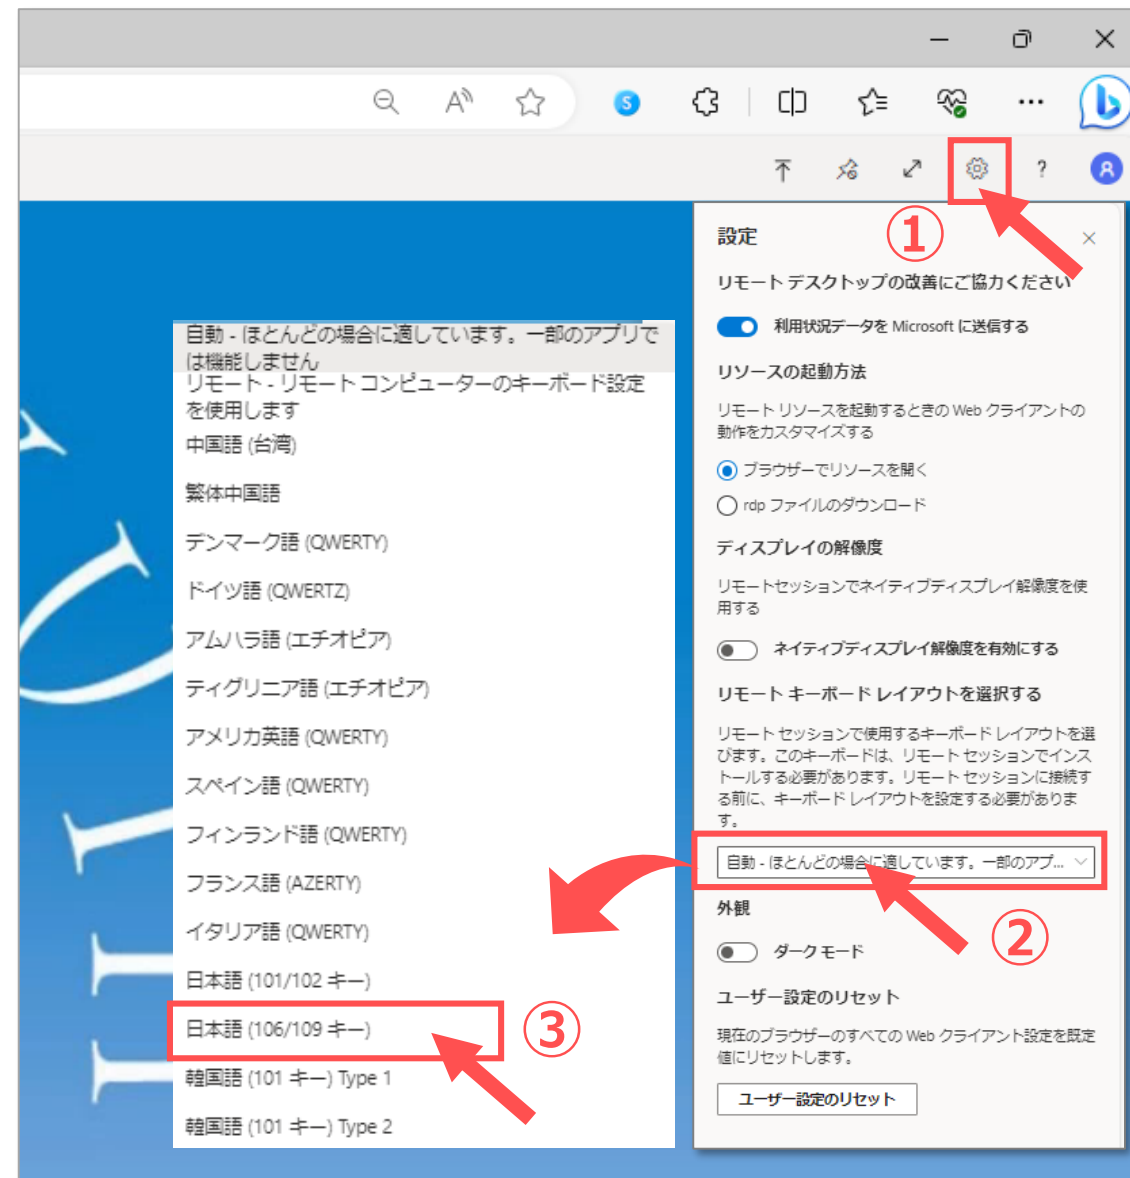 A
S
?
①
設定
リモート デスクトップの改善にご協力ください
利用状況データを Microsoft に送信する
リソースの起動方法
リモート リソースを起動するときの Web クライアントの
動作をカスタマイズする
ブラウザーでリソースを開く
rdp ファイルのダウンロード
ディスプレイの解像度
リモートセッションでネイティブディスプレイ解像度を使
用する
ネイティブディスプレイ解像度を有効にする
リモート キーボード レイアウトを選択する
リモート セッションで使用するキーボード レイアウトを選
びます。このキーボードは、リモート セッションでインス
トールする必要があります。リモート セッションに接続す
る前に、キーボード レイアウトを設定する必要がありま
す。
自動 - ほとんどの場合に適しています。一部のアプ...
②
外観
ダーク モード
ユーザー設定のリセット
現在のブラウザーのすべての Web クライアント設定を既定
値にリセットします。
ユーザー設定のリセット
自動 - ほとんどの場合に適しています。一部のアプリで
は機能しません
リモート - リモート コンピューターのキーボード設定
を使用します
中国語 (台湾)
繁体中国語
デンマーク語 (QWERTY)
ドイツ語 (QWERTZ)
アムハラ語 (エチオピア)
ティグリニア語 (エチオピア)
アメリカ英語 (QWERTY)
スペイン語 (QWERTY)
フィンランド語 (QWERTY)
フランス語 (AZERTY)
イタリア語 (QWERTY)
日本語 (101/102 キー)
日本語 (106/109 キー)
③
韓国語 (101 キー) Type 1
韓国語 (101 キー) Type 2